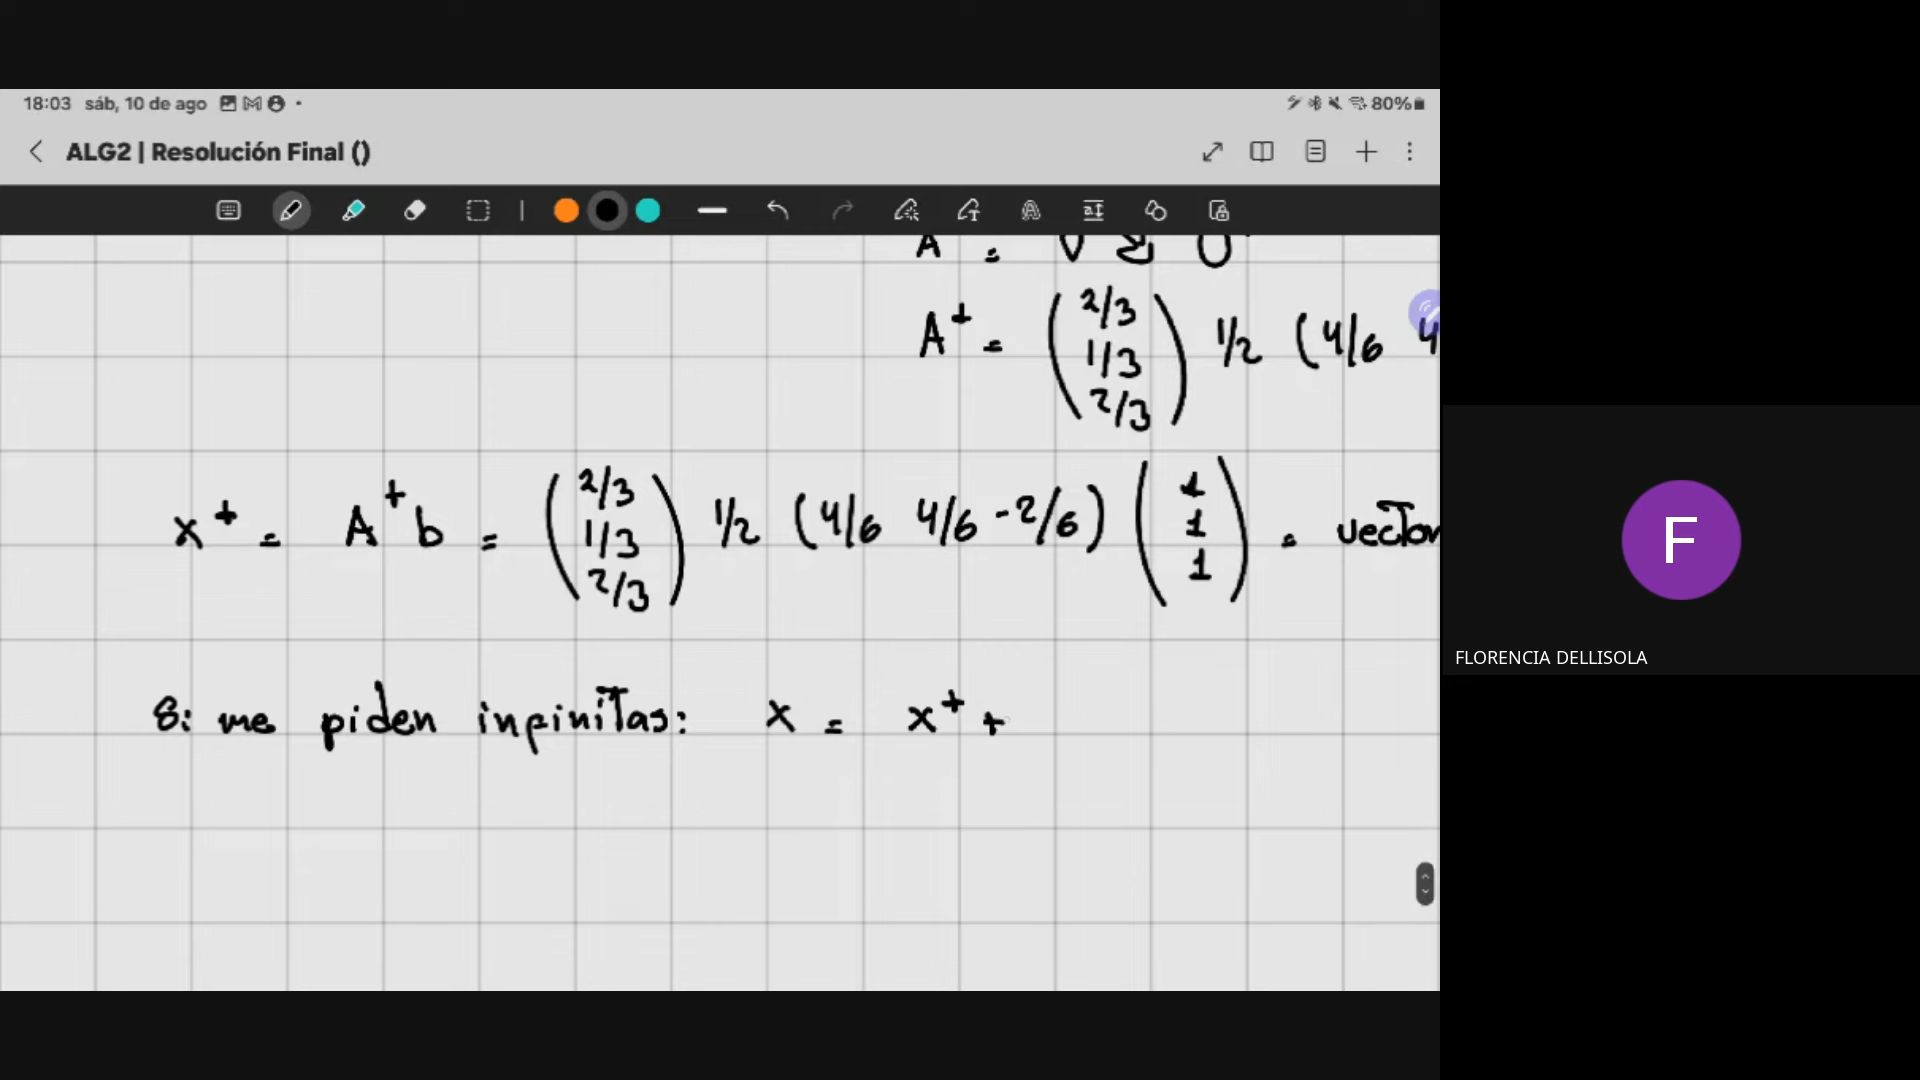 18:03 sáb, 10 de ago 80%
ALG2 | Resolución Final ()
A = V Σ U
A⁺ = (2/3 1/3 2/3) 1/2 (4/6 4
x⁺ = A⁺b = (2/3 1/3 2/3) 1/2 (4/6 4/6 -2/6) (1 1 1) = vector
Si me piden infinitas: x = x⁺ +
F
FLORENCIA DELLISOLA